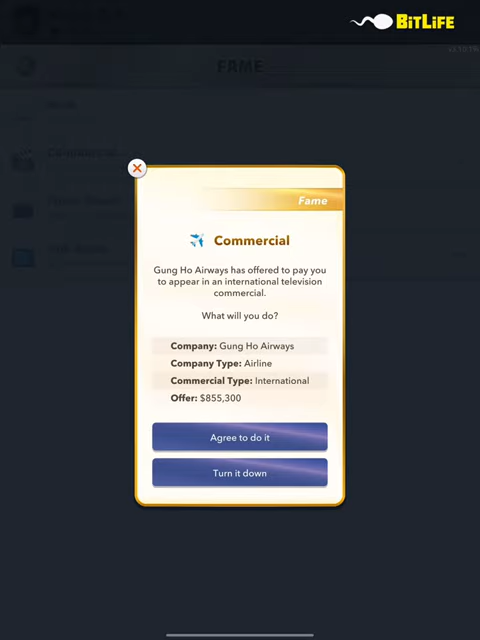 BITLIFE
FAME
Fame
Commercial
Gung Ho Airways has offered to pay you
to appear in an international television
commercial.
What will you do?
Company: Gung Ho Airways
Company Type: Airline
Commercial Type: International
Offer: $855,300
Agree to do it
Turn it down